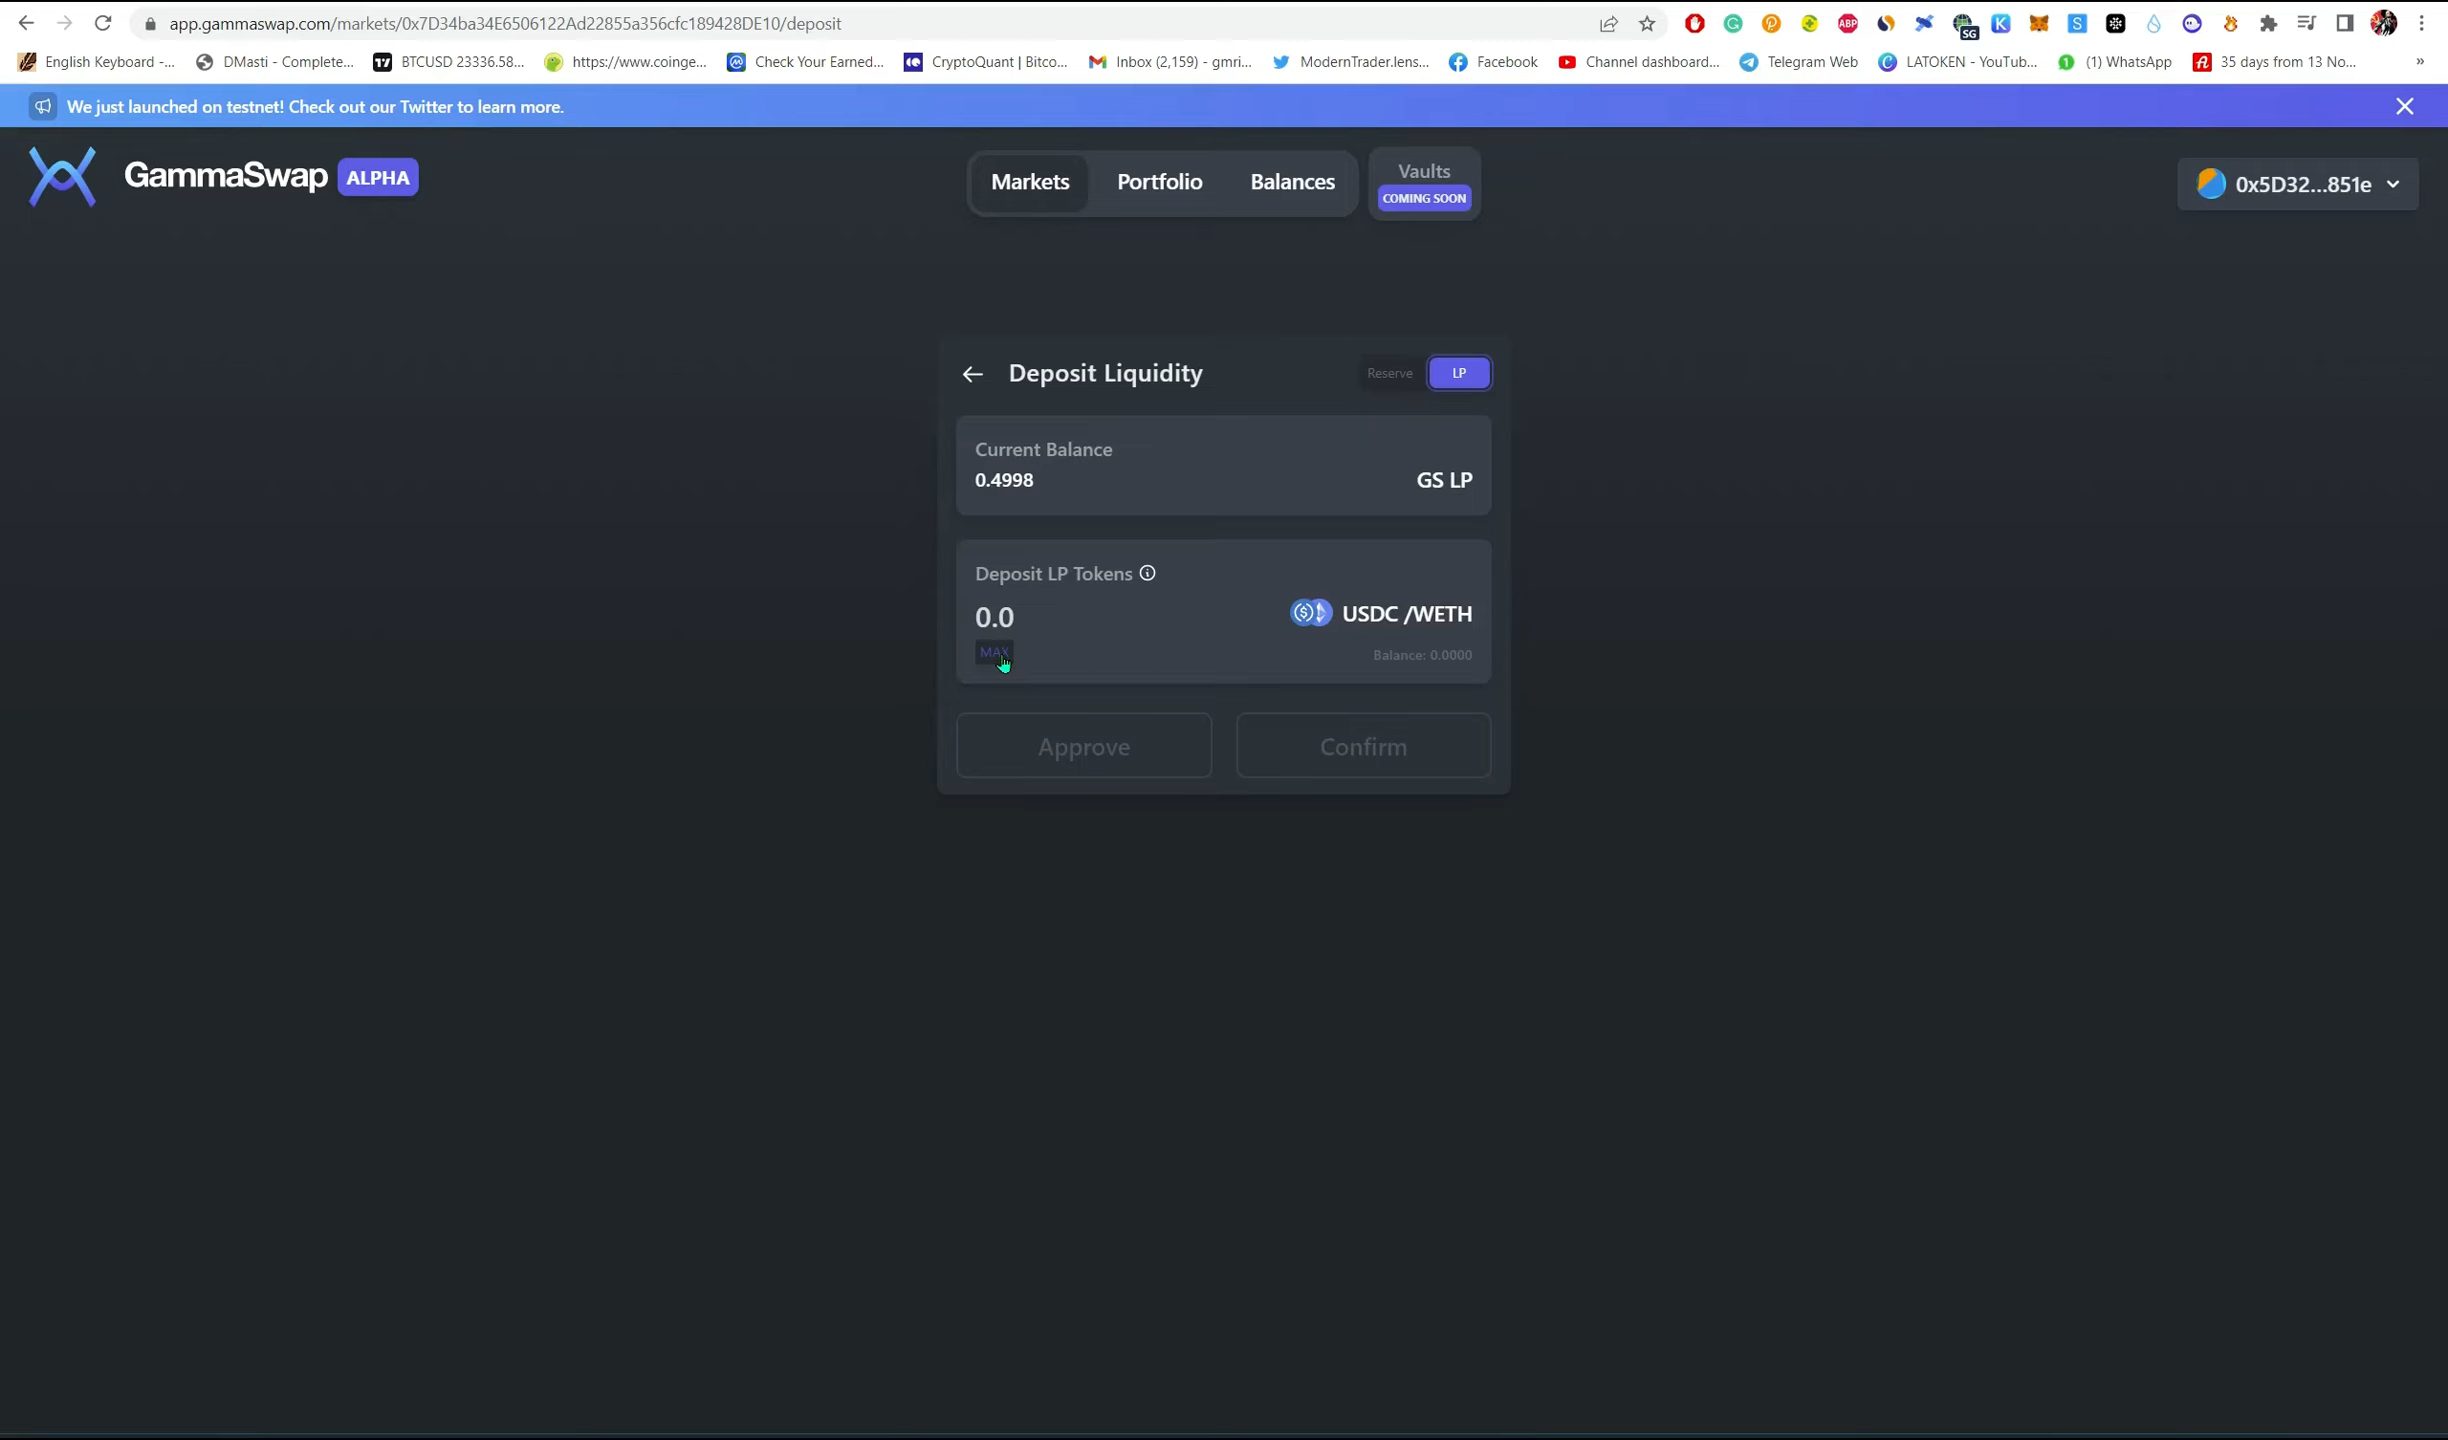 app.gammaswap.com/markets/0x7D34ba34E6506122Ad22855a356cfc189428DE10/deposit
English Keyboard -... DMasti - Complete... BTCUSD 23336.58... https://www.coinge... Check Your Earned... CryptoQuant | Bitco... Inbox (2,159) - gmri... ModernTrader.lens... Facebook Channel dashboard... Telegram Web LATOKEN - YouTub... (1) WhatsApp 35 days from 13 No... »
We just launched on testnet! Check out our Twitter to learn more.
GammaSwap ALPHA
Markets Portfolio Balances
Vaults
COMING SOON
0x5D32...851e
Deposit Liquidity Reserve LP
Current Balance
0.4998 GS LP
Deposit LP Tokens
0.0 USDC /WETH
MAX Balance: 0.0000
Approve Confirm